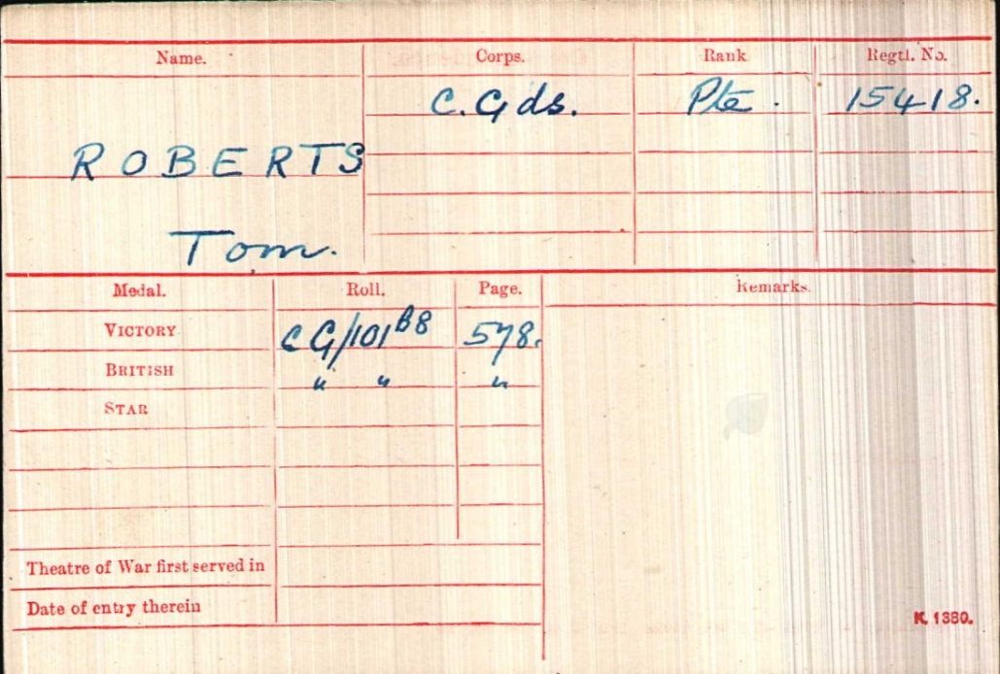 Name. Corps. Rank Regtl. No.
C. Gds. Pte. 15418.
ROBERTS
Tom.
Medal. Roll. Page. Remarks.
VICTORY CG/101 B8 578.
BRITISH " " "
STAR
Theatre of War first served in
Date of entry therein
K. 1380.